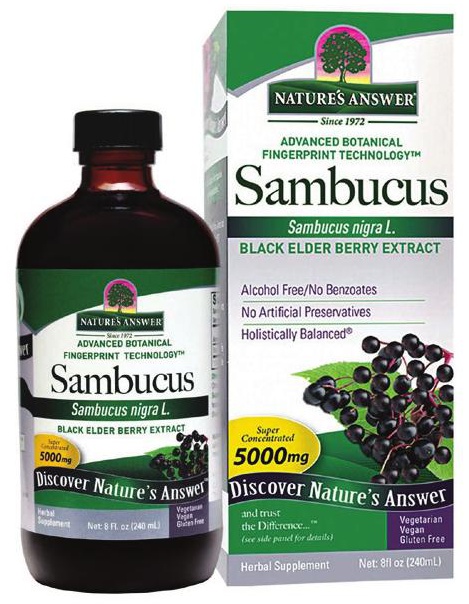 NATURE'S ANSWER®
Since 1972
ADVANCED BOTANICAL
FINGERPRINT TECHNOLOGY™
Sambucus
Sambucus nigra L.
BLACK ELDER BERRY EXTRACT
Alcohol Free/No Benzoates
No Artificial Preservatives
Holistically Balanced®
Super
Concentrated
5000mg
Discover Nature's Answer
and trust
the Difference...™
(see side panel for details)
Vegetarian
Vegan
Gluten Free
Herbal Supplement
Net: 8fl oz (240mL)
NATURE'S ANSWER®
Since 1972
ADVANCED BOTANICAL
FINGERPRINT TECHNOLOGY™
Sambucus
Sambucus nigra L.
BLACK ELDER BERRY EXTRACT
Super
Concentrated
5000mg
Discover Nature's Answer
Herbal
Supplement
Net: 8 fl. oz (240 mL)
Vegetarian
Vegan
Gluten Free